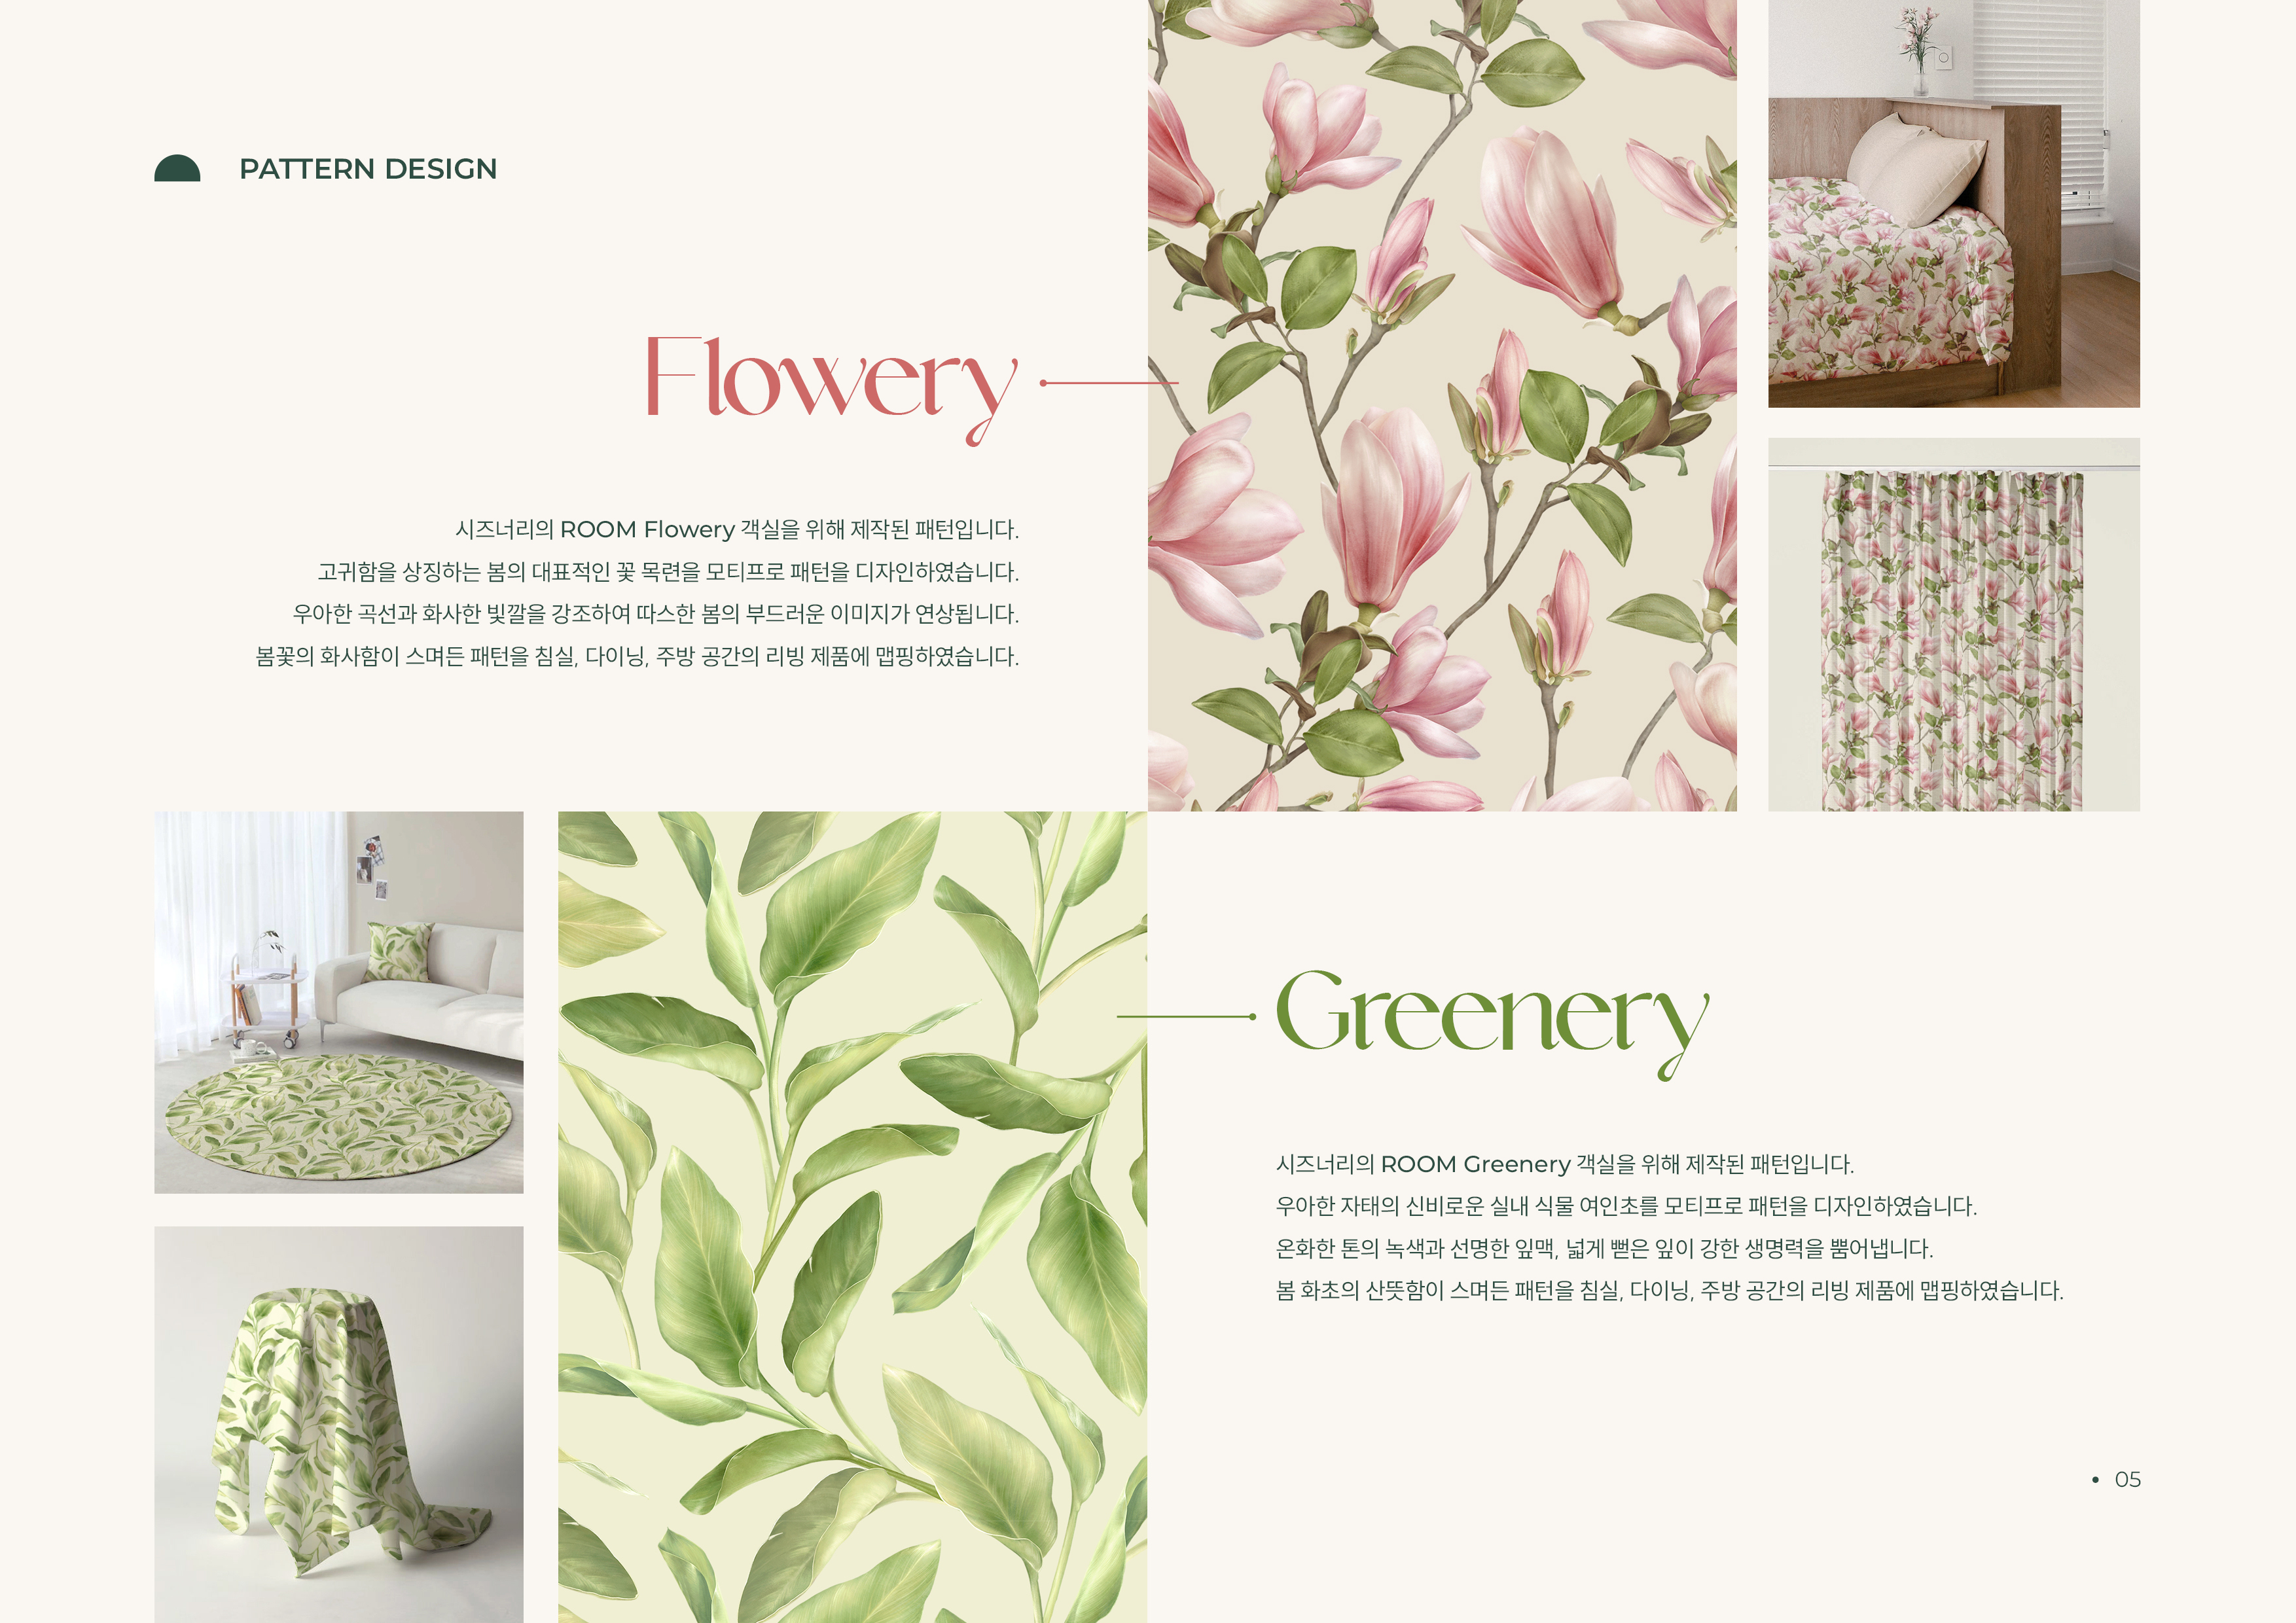 PATTERN DESIGN
Flowery
시즈너리의 ROOM Flowery 객실을 위해 제작된 패턴입니다.
고귀함을 상징하는 봄의 대표적인 꽃 목련을 모티프로 패턴을 디자인하였습니다.
우아한 곡선과 화사한 빛깔을 강조하여 따스한 봄의 부드러운 이미지가 연상됩니다.
봄꽃의 화사함이 스며든 패턴을 침실, 다이닝, 주방 공간의 리빙 제품에 맵핑하였습니다.
Greenery
시즈너리의 ROOM Greenery 객실을 위해 제작된 패턴입니다.
우아한 자태의 신비로운 실내 식물 여인초를 모티프로 패턴을 디자인하였습니다.
온화한 톤의 녹색과 선명한 잎맥, 넓게 뻗은 잎이 강한 생명력을 뿜어냅니다.
봄 화초의 산뜻함이 스며든 패턴을 침실, 다이닝, 주방 공간의 리빙 제품에 맵핑하였습니다.
• 05